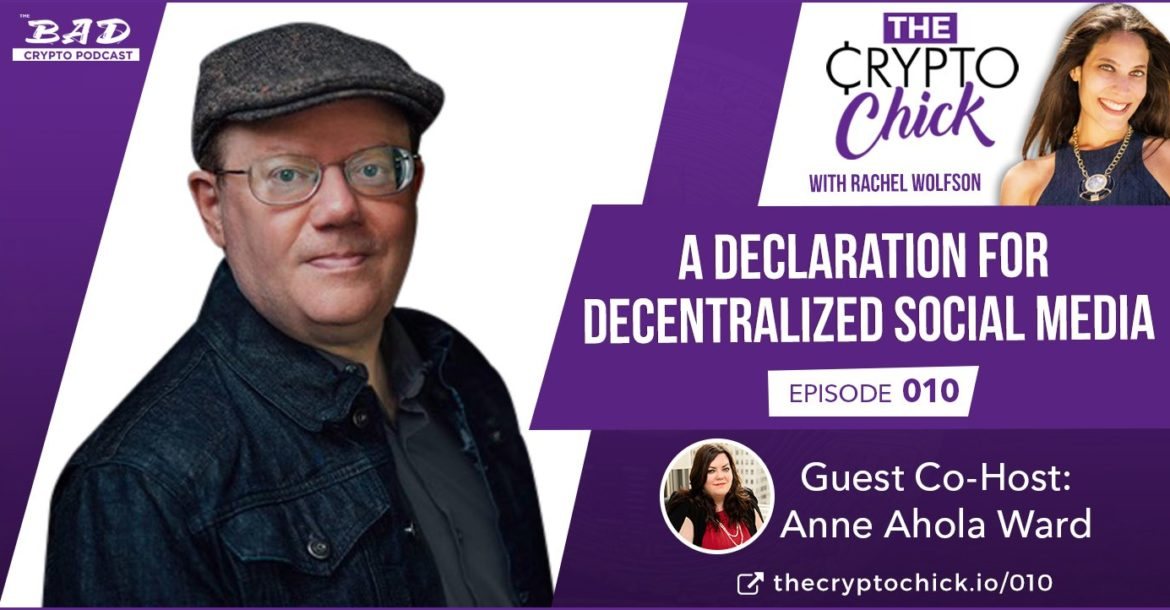 THE
BAD
CRYPTO PODCAST
THE
CRYPTO
Chick
WITH RACHEL WOLFSON
A DECLARATION FOR
DECENTRALIZED SOCIAL MEDIA
EPISODE 010
Guest Co-Host:
Anne Ahola Ward
thecryptochick.io/010